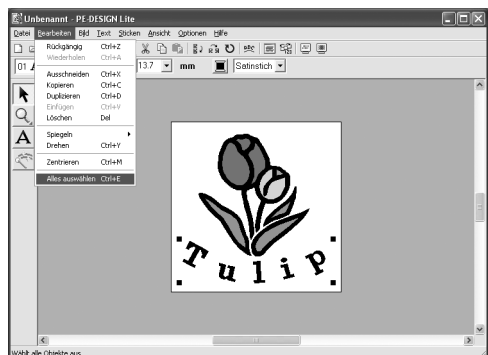 Unbenannt - PE-DESIGN Lite
Datei Bearbeiten Bild Text Sticken Ansicht Optionen Hilfe
Rückgängig Ctrl+Z
Wiederholen Ctrl+A
01 13.7 mm Satinstich
Ausschneiden Ctrl+X
Kopieren Ctrl+C
Duplizieren Ctrl+D
Einfügen Ctrl+V
Löschen Del
Spiegeln
Drehen Ctrl+Y
Zentrieren Ctrl+M
Alles auswählen Ctrl+E
A
Tulip
Wählt alle Objekte aus